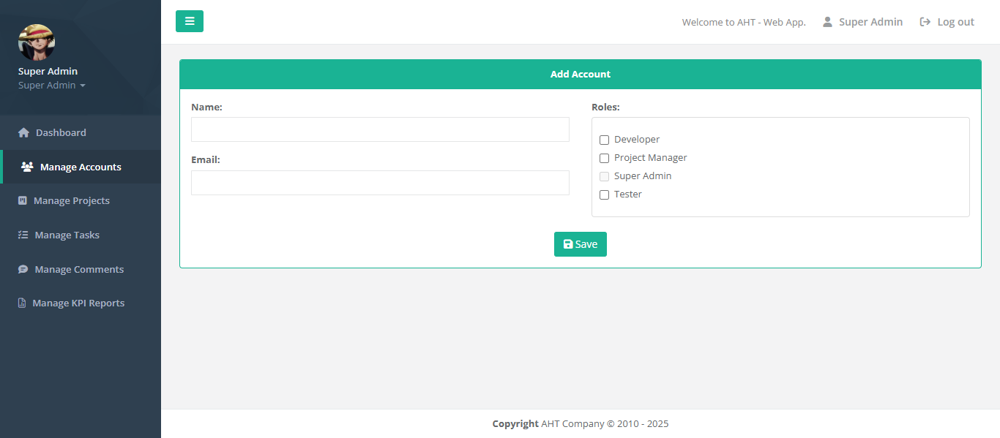 Super Admin
Super Admin
Dashboard
Manage Accounts
Manage Projects
Manage Tasks
Manage Comments
Manage KPI Reports
Welcome to AHT - Web App.
Super Admin
Log out
Add Account
Name:
Email:
Roles:
Developer
Project Manager
Super Admin
Tester
Save
Copyright AHT Company © 2010 - 2025